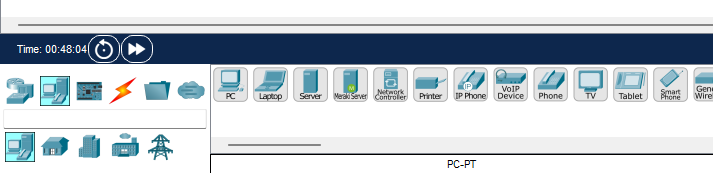 Time: 00:48:04
PC
Laptop
Server
Meraki Server
Network
Controller
Printer
IP
IP Phone
VoIP
Device
Phone
TV
Tablet
Smart
Phone
PC-PT